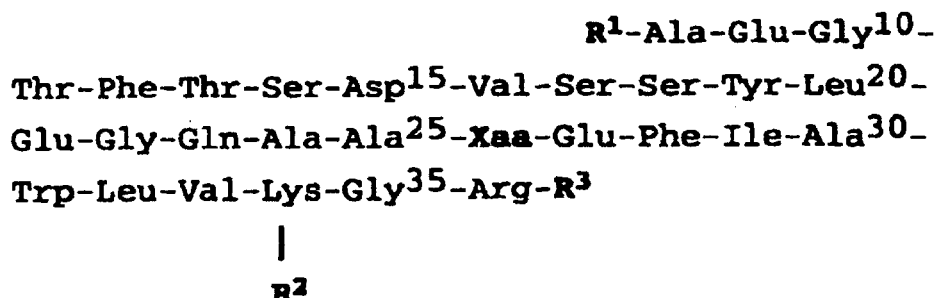 R¹-Ala-Glu-Gly¹⁰-
Thr-Phe-Thr-Ser-Asp¹⁵-Val-Ser-Ser-Tyr-Leu²⁰-
Glu-Gly-Gln-Ala-Ala²⁵-Xaa-Glu-Phe-Ile-Ala³⁰-
Trp-Leu-Val-Lys-Gly³⁵-Arg-R³
|
R²